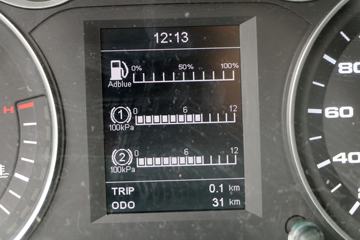 12:13
0% 50% 100%
Adblue
0 6 12
1
100kPa
0 6 12
2
100kPa
TRIP 0.1 km
ODO 31 km
H
80
60
40